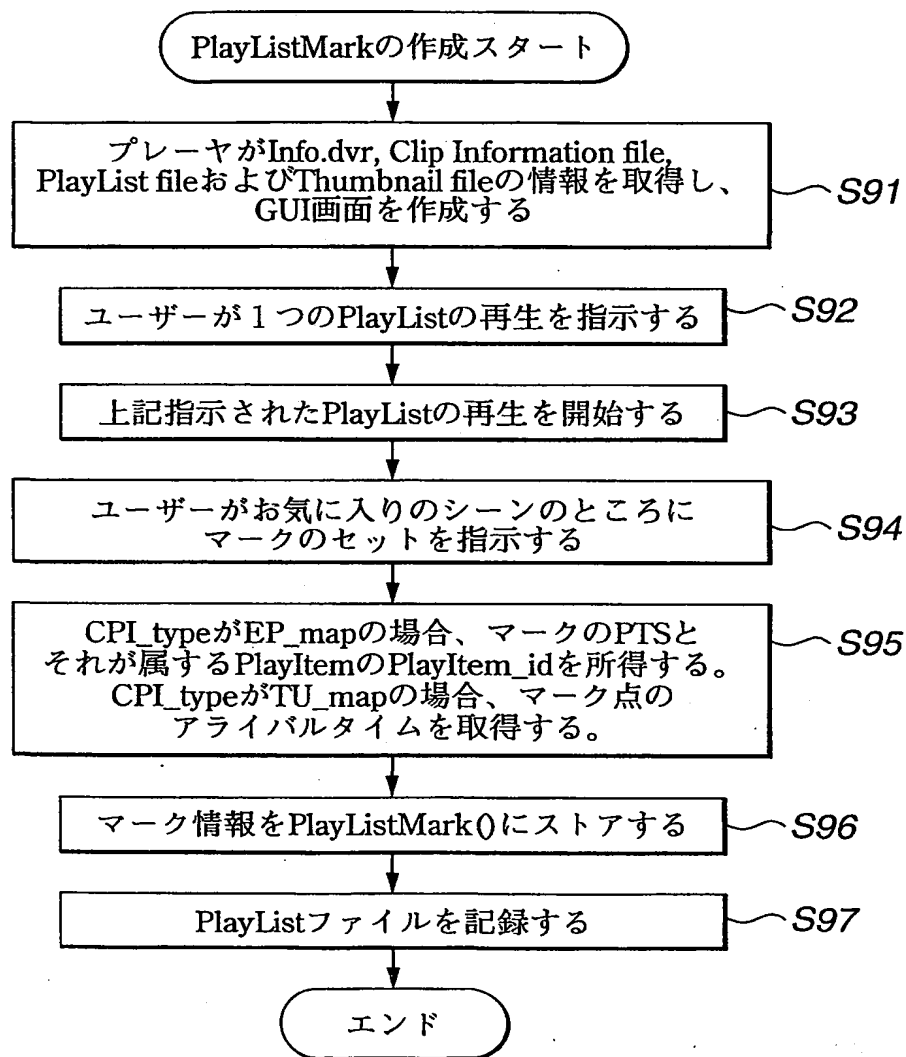 PlayListMarkの作成スタート
プレーヤがInfo.dvr, Clip Information file,
PlayList fileおよびThumbnail fileの情報を取得し、
GUI画面を作成する
S91
ユーザーが1つのPlayListの再生を指示する
S92
上記指示されたPlayListの再生を開始する
S93
ユーザーがお気に入りのシーンのところに
マークのセットを指示する
S94
CPI_typeがEP_mapの場合、マークのPTSと
それが属するPlayItemのPlayItem_idを所得する。
CPI_typeがTU_mapの場合、マーク点の
アライバルタイムを取得する。
S95
マーク情報をPlayListMark()にストアする
S96
PlayListファイルを記録する
S97
エンド